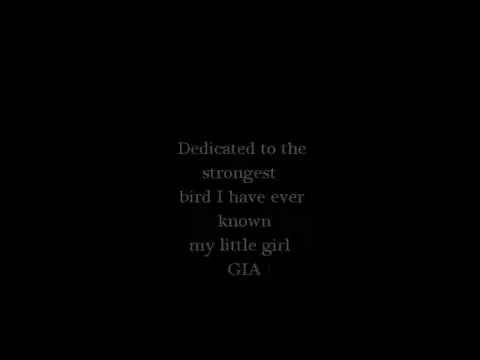 Dedicated to the
strongest
bird I have ever
known
my little girl
GIA